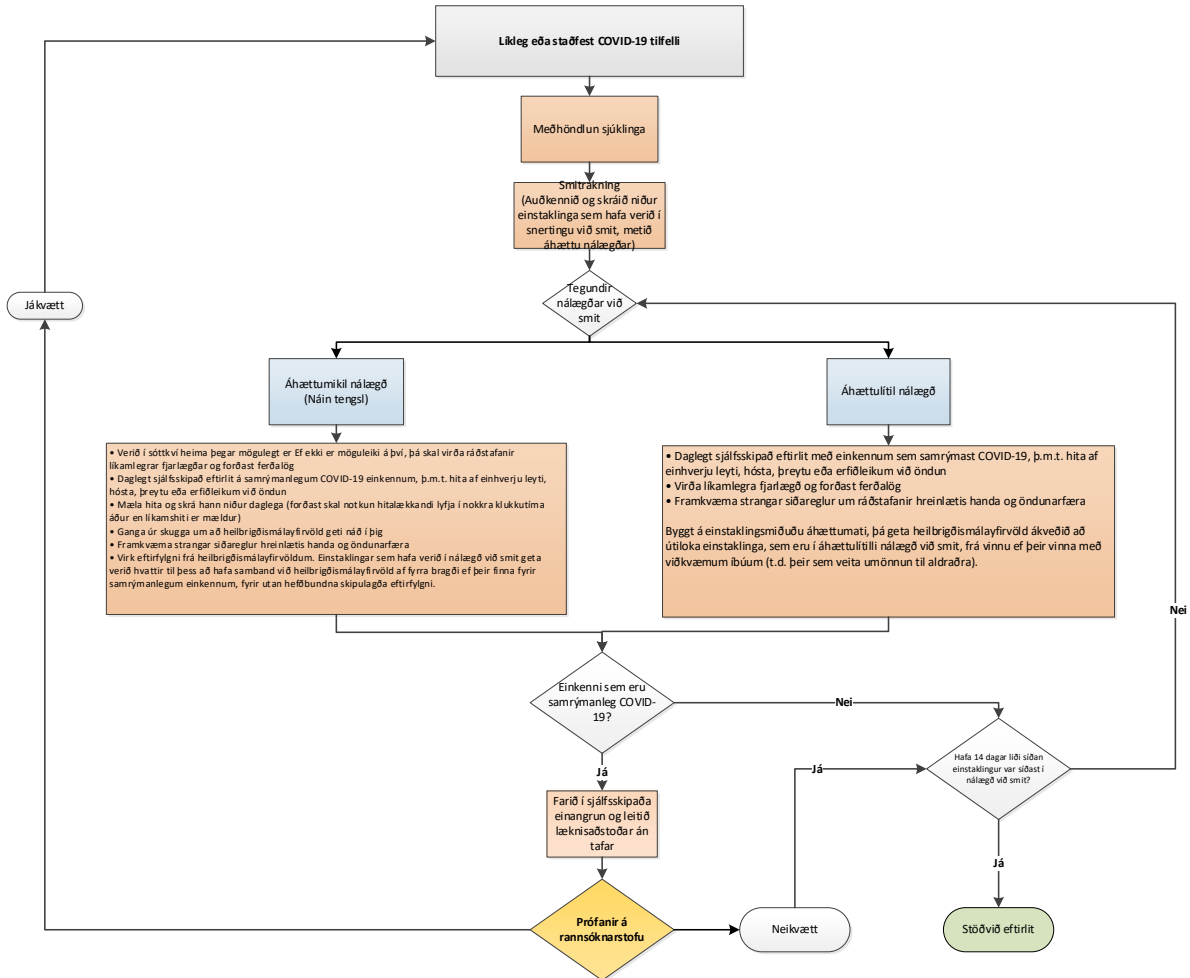 Líkleg eða staðfest COVID-19 tilfelli
Meðhöndlun sjúklinga
Smitrakning
(Auðkennið og skráið niður
einstaklinga sem hafa verið í
snertingu við smit, metið
áhættu nálægðar)
Tegundir
nálægðar við
smit
Jákvætt
Áhættumikil nálægð
(Náin tengsl)
Áhættulítil nálægð
• Verið í sóttkví heima þegar mögulegt er Ef ekki er möguleiki á því, þá skal virða ráðstafanir
líkamlegrar fjarlægðar og forðast ferðalög
• Daglegt sjálfsskipað eftirlit á samrýmanlegum COVID-19 einkennum, þ.m.t. hita af einhverju leyti,
hósta, þreytu eða erfiðleikum við öndun
• Mæla hita og skrá hann niður daglega (forðast skal notkun hitalækkandi lyfja í nokkra klukkutíma
áður en líkamshiti er mældur)
• Ganga úr skugga um að heilbrigðismálayfirvöld geti náð í þig
• Framkvæma strangar siðareglur hreinlætis handa og öndunarfæra
• Virk eftirfylgni frá heilbrigðismálayfirvöldum. Einstaklingar sem hafa verið í nálægð við smit geta
verið hvattir til þess að hafa samband við heilbrigðismálayfirvöld af fyrra bragði ef þeir finna fyrir
samrýmanlegum einkennum, fyrir utan hefðbundna skipulagða eftirfylgni.
• Daglegt sjálfsskipað eftirlit með einkennum sem samrýmast COVID-19, þ.m.t. hita af
einhverju leyti, hósta, þreytu eða erfiðleikum við öndun
• Virða líkamlegra fjarlægð og forðast ferðalög
• Framkvæma strangar siðareglur um ráðstafanir hreinlætis handa og öndunarfæra
Byggt á einstaklingsmiðuðu áhættumati, þá geta heilbrigðismálayfirvöld ákveðið að
útiloka einstaklinga, sem eru í áhættulítilli nálægð við smit, frá vinnu ef þeir vinna með
viðkvæmum íbúum (t.d. þeir sem veita umönnun til aldraðra).
Nei
Einkenni sem eru
samrýmanleg COVID-
19?
Nei
Hafa 14 dagar liði síðan
einstaklingur var síðast í
nálægð við smit?
Já
Já
Farið í sjálfsskipaða
einangrun og leitið
læknisaðstoðar án
tafar
Já
Prófanir á
rannsóknarstofu
Neikvætt
Stöðvið eftirlit